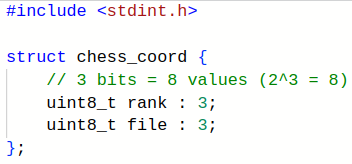 #include <stdint.h>

struct chess_coord {
    // 3 bits = 8 values (2^3 = 8)
    uint8_t rank : 3;
    uint8_t file : 3;
};